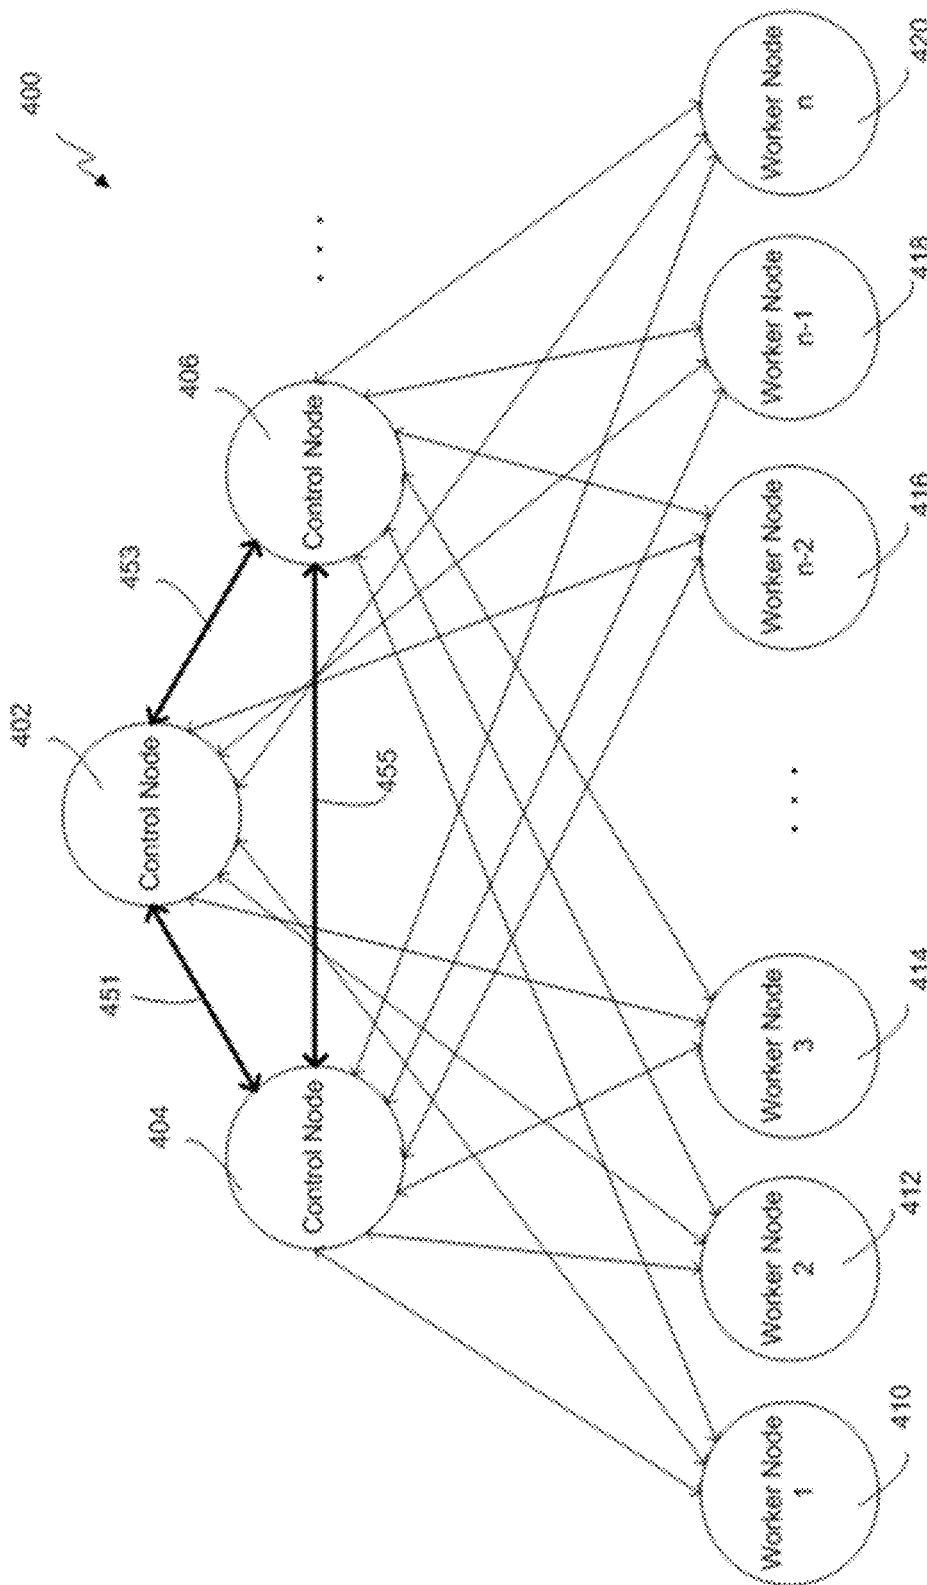 400
402
Control Node
451
453
404
Control Node
406
Control Node
455
. . .
Worker Node
1
410
Worker Node
2
412
Worker Node
3
414
. . .
Worker Node
n-2
416
Worker Node
n-1
418
Worker Node
n
420